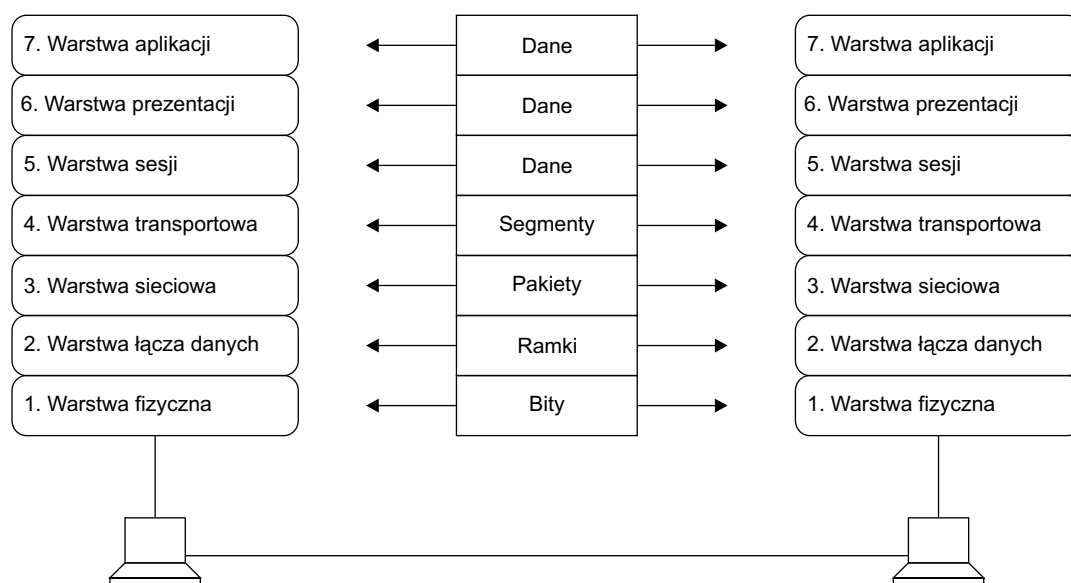 7. Warstwa aplikacji Dane 7. Warstwa aplikacji
6. Warstwa prezentacji Dane 6. Warstwa prezentacji
5. Warstwa sesji Dane 5. Warstwa sesji
4. Warstwa transportowa Segmenty 4. Warstwa transportowa
3. Warstwa sieciowa Pakiety 3. Warstwa sieciowa
2. Warstwa łącza danych Ramki 2. Warstwa łącza danych
1. Warstwa fizyczna Bity 1. Warstwa fizyczna